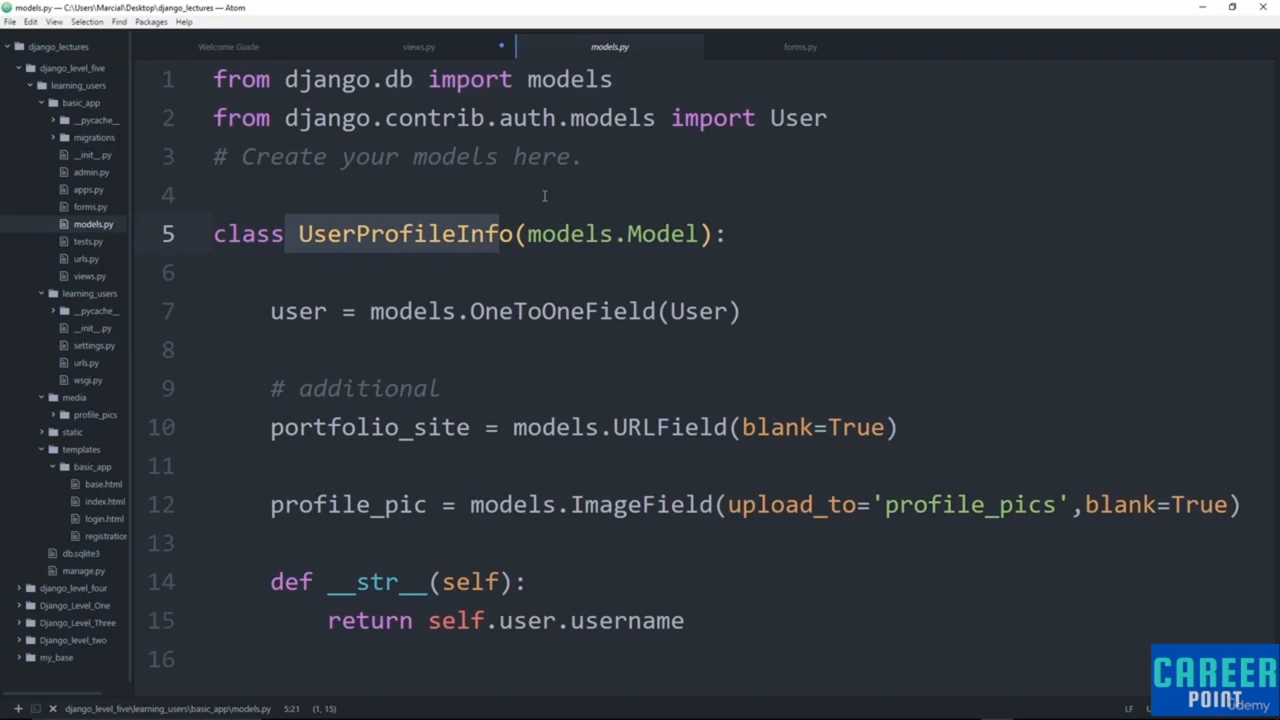 models.py — C:\Users\Marcial\Desktop\django_lectures — Atom
File Edit View Selection Find Packages Help
django_lectures
django_level_five
learning_users
basic_app
__pycache__
migrations
__init__.py
admin.py
apps.py
forms.py
models.py
tests.py
urls.py
views.py
learning_users
__pycache__
__init__.py
settings.py
urls.py
wsgi.py
media
profile_pics
static
templates
basic_app
base.html
index.html
login.html
registration
db.sqlite3
manage.py
django_level_four
Django_Level_One
Django_Level_Three
Django_level_two
my_base
Welcome Guide views.py models.py forms.py
1 from django.db import models
2 from django.contrib.auth.models import User
3 # Create your models here.
4
5 class UserProfileInfo(models.Model):
6
7 user = models.OneToOneField(User)
8
9 # additional
10 portfolio_site = models.URLField(blank=True)
11
12 profile_pic = models.ImageField(upload_to='profile_pics',blank=True)
13
14 def __str__(self):
15 return self.user.username
16
django_level_five\learning_users\basic_app\models.py 5:21 (1, 15) LF
CAREER
POINT
Udemy